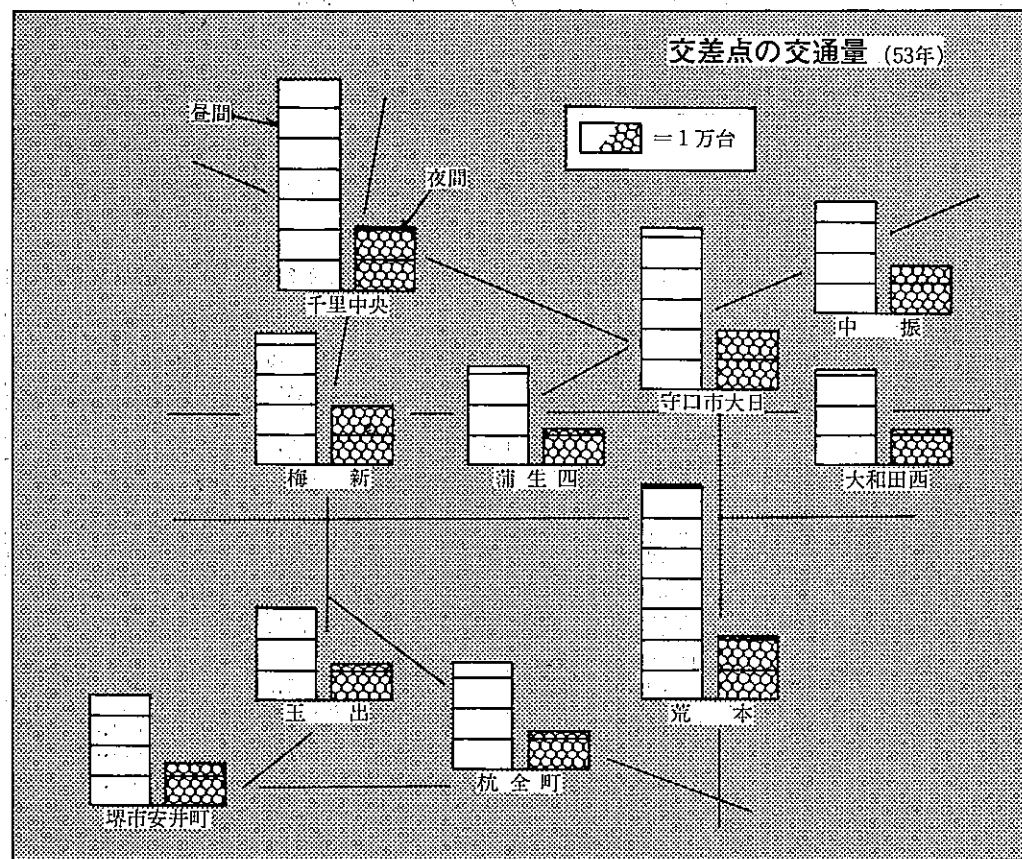 交差点の交通量 (53年)
昼間
=1万台
夜間
千里中央
中振
守口市大日
梅新
蒲生四
大和田西
玉出
荒本
杭全町
堺市安井町